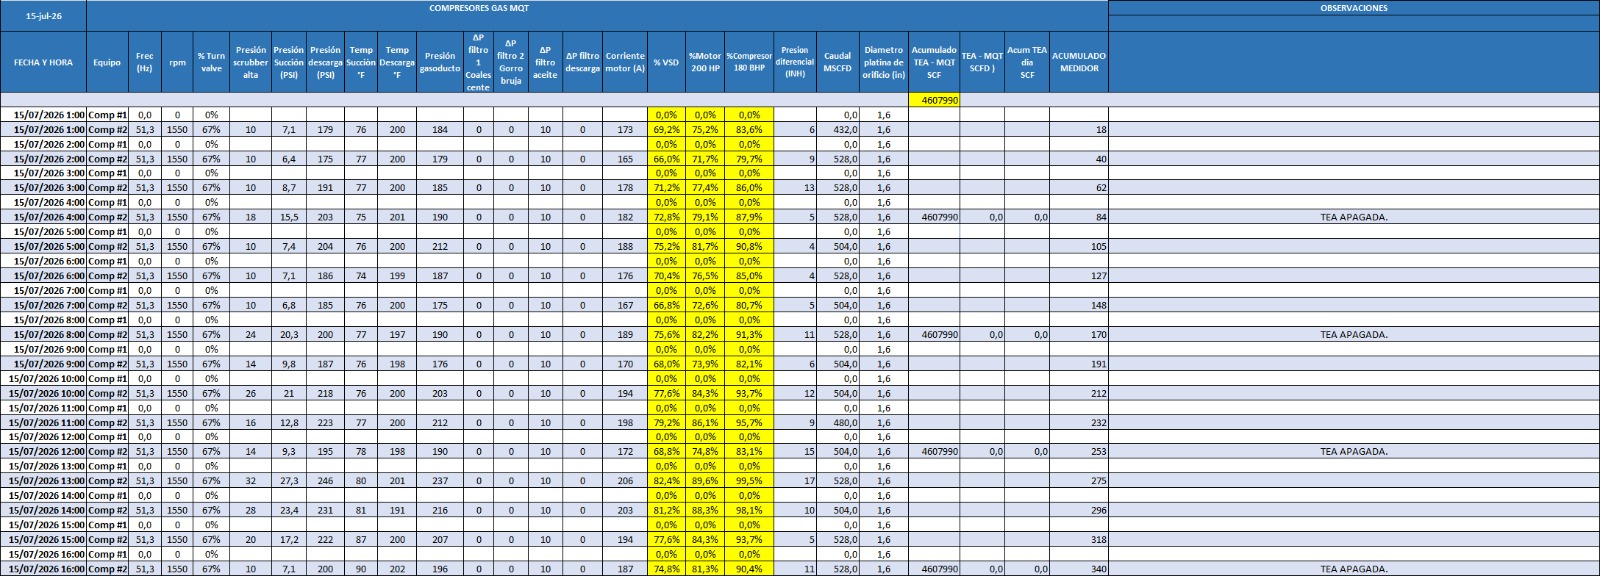 15-jul-26 COMPRESORES GAS MQT OBSERVACIONES
FECHA Y HORA Equipo Frec (Hz) rpm % Turn valve Presión scrubber alta Presión Succión (PSI) Presión descarga (PSI) Temp Succiòn °F Temp Descarga °F Presión gasoducto ΔP filtro 1 Coales cente ΔP filtro 2 Gorro bruja ΔP filtro aceite ΔP filtro descarga Corriente motor (A) % VSD %Motor 200 HP %Compresor 180 BHP Presion diferencial (INH) Caudal MSCFD Diametro platina de orificio (in) Acumulado TEA - MQT SCF TEA - MQT SCFD ) Acum TEA dia SCF ACUMULADO MEDIDOR
4607990
15/07/2026 1:00 Comp #1 0,0 0 0% 0,0% 0,0% 0,0% 0,0 1,6
15/07/2026 1:00 Comp #2 51,3 1550 67% 10 7,1 179 76 200 184 0 0 10 0 173 69,2% 75,2% 83,6% 6 432,0 1,6 18
15/07/2026 2:00 Comp #1 0,0 0 0% 0,0% 0,0% 0,0% 0,0 1,6
15/07/2026 2:00 Comp #2 51,3 1550 67% 10 6,4 175 77 200 179 0 0 10 0 165 66,0% 71,7% 79,7% 9 528,0 1,6 40
15/07/2026 3:00 Comp #1 0,0 0 0% 0,0% 0,0% 0,0% 0,0 1,6
15/07/2026 3:00 Comp #2 51,3 1550 67% 10 8,7 191 77 200 185 0 0 10 0 178 71,2% 77,4% 86,0% 13 528,0 1,6 62
15/07/2026 4:00 Comp #1 0,0 0 0% 0,0% 0,0% 0,0% 0,0 1,6
15/07/2026 4:00 Comp #2 51,3 1550 67% 18 15,5 203 75 201 190 0 0 10 0 182 72,8% 79,1% 87,9% 5 528,0 1,6 4607990 0,0 0,0 84 TEA APAGADA.
15/07/2026 5:00 Comp #1 0,0 0 0% 0,0% 0,0% 0,0% 0,0 1,6
15/07/2026 5:00 Comp #2 51,3 1550 67% 10 7,4 204 76 200 212 0 0 10 0 188 75,2% 81,7% 90,8% 4 504,0 1,6 105
15/07/2026 6:00 Comp #1 0,0 0 0% 0,0% 0,0% 0,0% 0,0 1,6
15/07/2026 6:00 Comp #2 51,3 1550 67% 10 7,1 186 74 199 187 0 0 10 0 176 70,4% 76,5% 85,0% 4 528,0 1,6 127
15/07/2026 7:00 Comp #1 0,0 0 0% 0,0% 0,0% 0,0% 0,0 1,6
15/07/2026 7:00 Comp #2 51,3 1550 67% 10 6,8 185 76 200 175 0 0 10 0 167 66,8% 72,6% 80,7% 5 504,0 1,6 148
15/07/2026 8:00 Comp #1 0,0 0 0% 0,0% 0,0% 0,0% 0,0 1,6
15/07/2026 8:00 Comp #2 51,3 1550 67% 24 20,3 200 77 197 190 0 0 10 0 189 75,6% 82,2% 91,3% 11 528,0 1,6 4607990 0,0 0,0 170 TEA APAGADA.
15/07/2026 9:00 Comp #1 0,0 0 0% 0,0% 0,0% 0,0% 0,0 1,6
15/07/2026 9:00 Comp #2 51,3 1550 67% 14 9,8 187 76 198 176 0 0 10 0 170 68,0% 73,9% 82,1% 6 504,0 1,6 191
15/07/2026 10:00 Comp #1 0,0 0 0% 0,0% 0,0% 0,0% 0,0 1,6
15/07/2026 10:00 Comp #2 51,3 1550 67% 26 21 218 76 200 203 0 0 10 0 194 77,6% 84,3% 93,7% 12 504,0 1,6 212
15/07/2026 11:00 Comp #1 0,0 0 0% 0,0% 0,0% 0,0% 0,0 1,6
15/07/2026 11:00 Comp #2 51,3 1550 67% 16 12,8 223 77 200 212 0 0 10 0 198 79,2% 86,1% 95,7% 9 480,0 1,6 232
15/07/2026 12:00 Comp #1 0,0 0 0% 0,0% 0,0% 0,0% 0,0 1,6
15/07/2026 12:00 Comp #2 51,3 1550 67% 14 9,3 195 78 198 190 0 0 10 0 172 68,8% 74,8% 83,1% 15 504,0 1,6 4607990 0,0 0,0 253 TEA APAGADA.
15/07/2026 13:00 Comp #1 0,0 0 0% 0,0% 0,0% 0,0% 0,0 1,6
15/07/2026 13:00 Comp #2 51,3 1550 67% 32 27,3 246 80 201 237 0 0 10 0 206 82,4% 89,6% 99,5% 17 528,0 1,6 275
15/07/2026 14:00 Comp #1 0,0 0 0% 0,0% 0,0% 0,0% 0,0 1,6
15/07/2026 14:00 Comp #2 51,3 1550 67% 28 23,4 231 81 191 216 0 0 10 0 203 81,2% 88,3% 98,1% 10 504,0 1,6 296
15/07/2026 15:00 Comp #1 0,0 0 0% 0,0% 0,0% 0,0% 0,0 1,6
15/07/2026 15:00 Comp #2 51,3 1550 67% 20 17,2 222 87 200 207 0 0 10 0 194 77,6% 84,3% 93,7% 5 528,0 1,6 318
15/07/2026 16:00 Comp #1 0,0 0 0% 0,0% 0,0% 0,0% 0,0 1,6
15/07/2026 16:00 Comp #2 51,3 1550 67% 10 7,1 200 90 202 196 0 0 10 0 187 74,8% 81,3% 90,4% 11 528,0 1,6 4607990 0,0 0,0 340 TEA APAGADA.